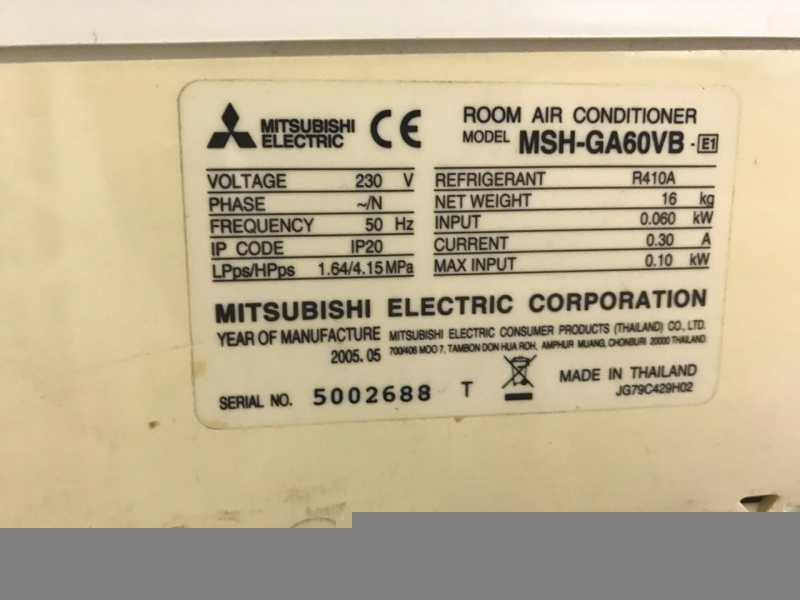 MITSUBISHI ELECTRIC CE
ROOM AIR CONDITIONER
MODEL MSH-GA60VB - E1
VOLTAGE 230 V
PHASE ~/N
FREQUENCY 50 Hz
IP CODE IP20
LPps/HPps 1.64/4.15 MPa
REFRIGERANT R410A
NET WEIGHT 16 kg
INPUT 0.060 kW
CURRENT 0.30 A
MAX INPUT 0.10 kW
MITSUBISHI ELECTRIC CORPORATION
YEAR OF MANUFACTURE 2005.05
MITSUBISHI ELECTRIC CONSUMER PRODUCTS (THAILAND) CO., LTD.
700/406 MOO 7, TAMBON DON HUA ROH, AMPHUR MUANG, CHONBURI 20000 THAILAND
SERIAL NO. 5002688 T
MADE IN THAILAND
JG79C429H02